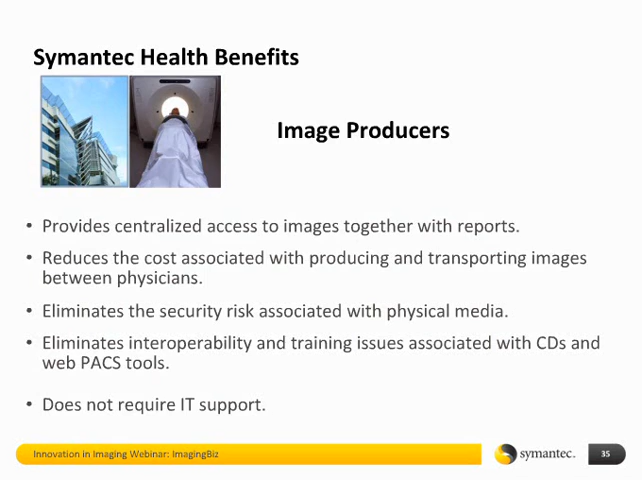 Symantec Health Benefits
Image Producers
• Provides centralized access to images together with reports.
• Reduces the cost associated with producing and transporting images
between physicians.
• Eliminates the security risk associated with physical media.
• Eliminates interoperability and training issues associated with CDs and
web PACS tools.
• Does not require IT support.
Innovation in Imaging Webinar: ImagingBiz
symantec.
35